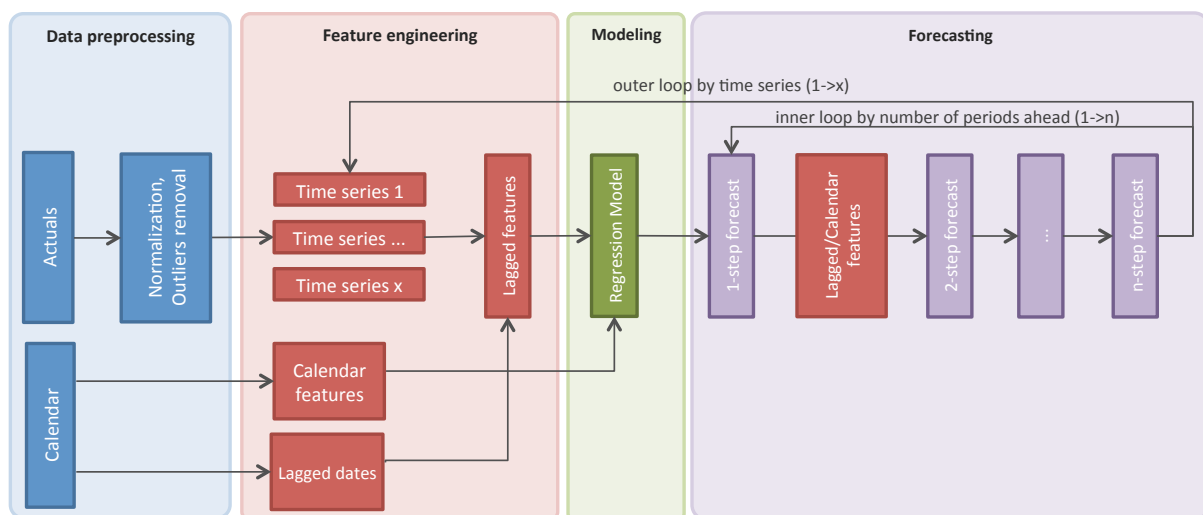 Data preprocessing
Feature engineering
Modeling
Forecasting
outer loop by time series (1->x)
inner loop by number of periods ahead (1->n)
Actuals
Normalization,
Outliers removal
Time series 1
Time series ...
Time series x
Lagged features
Regression Model
1-step forecast
Lagged/Calendar
features
2-step forecast
...
n-step forecast
Calendar
Calendar
features
Lagged dates